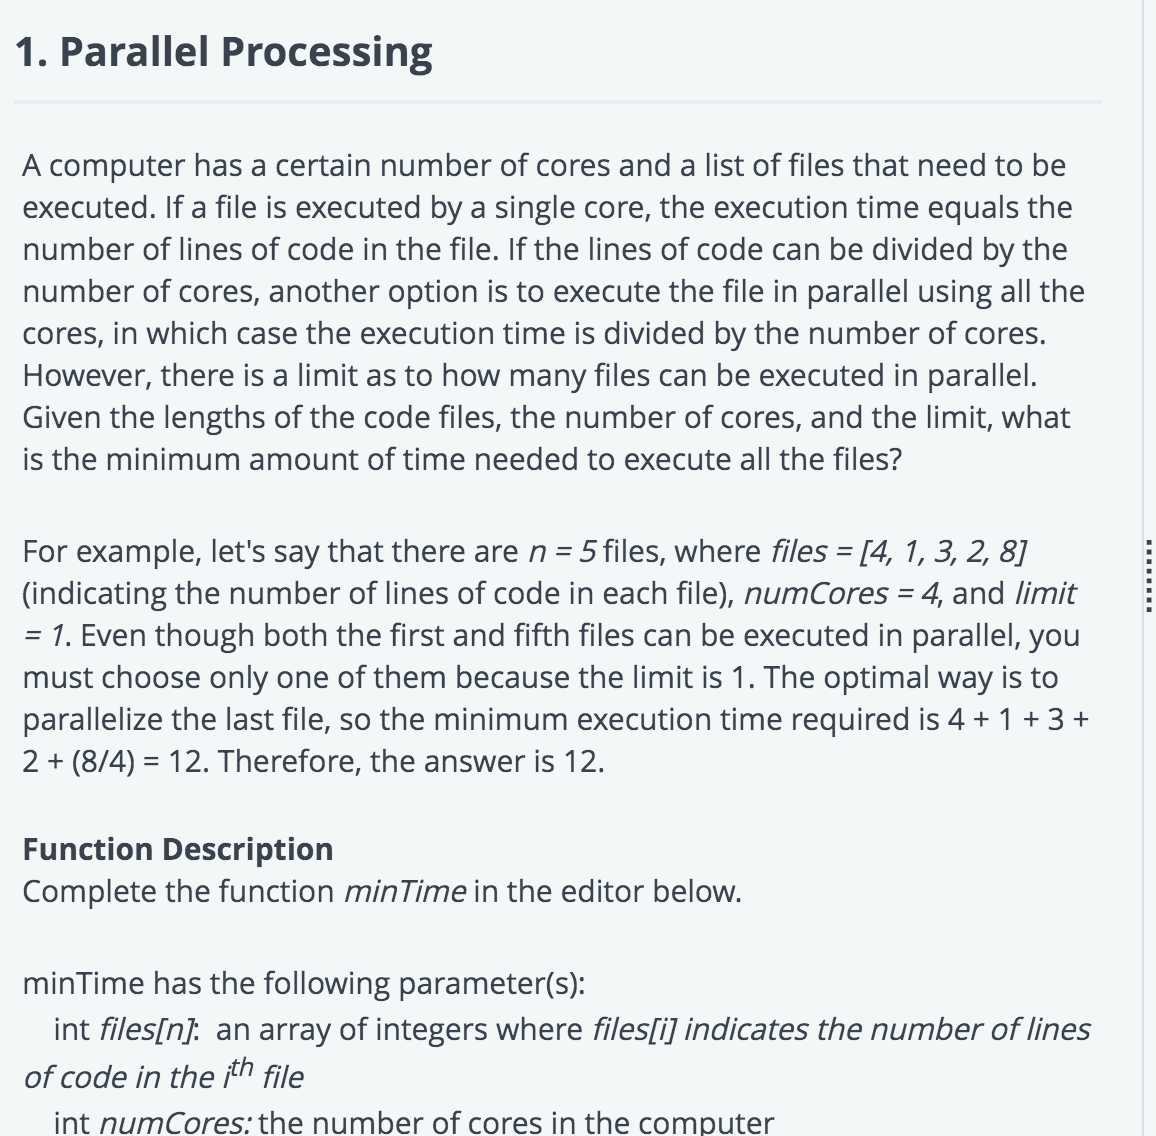 1. Parallel Processing
A computer has a certain number of cores and a list of files that need to be
executed. If a file is executed by a single core, the execution time equals the
number of lines of code in the file. If the lines of code can be divided by the
number of cores, another option is to execute the file in parallel using all the
cores, in which case the execution time is divided by the number of cores.
However, there is a limit as to how many files can be executed in parallel.
Given the lengths of the code files, the number of cores, and the limit, what
is the minimum amount of time needed to execute all the files?
For example, let's say that there are n = 5 files, where files = [4, 1, 3, 2, 8]
(indicating the number of lines of code in each file), numCores = 4, and limit
= 1. Even though both the first and fifth files can be executed in parallel, you
must choose only one of them because the limit is 1. The optimal way is to
parallelize the last file, so the minimum execution time required is 4 + 1 + 3 +
2 + (8/4) = 12. Therefore, the answer is 12.
Function Description
Complete the function minTime in the editor below.
minTime has the following parameter(s):
int files[n]: an array of integers where files[i] indicates the number of lines
of code in the ith file
int numCores: the number of cores in the computer